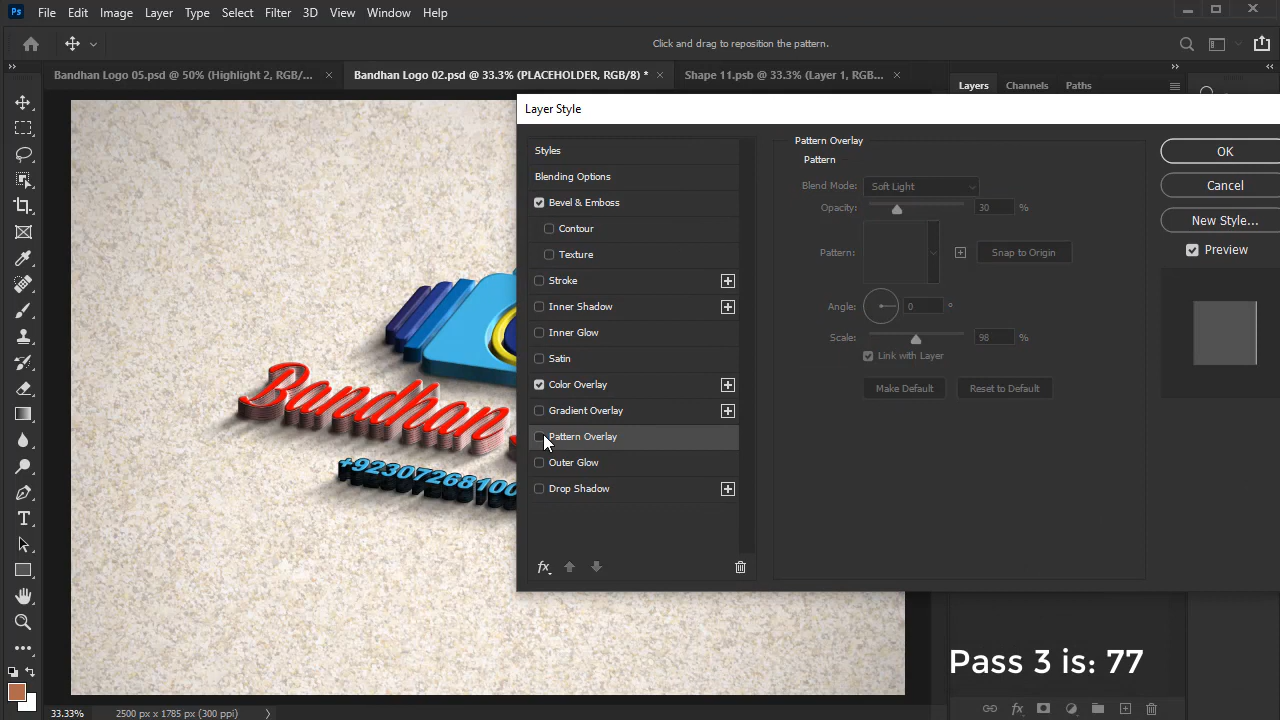 Ps File Edit Image Layer Type Select Filter 3D View Window Help
Click and drag to reposition the pattern.
Bandhan Logo 05.psd @ 50% (Highlight 2, RGB/... × Bandhan Logo 02.psd @ 33.3% (PLACEHOLDER, RGB/8) * × Shape 11.psb @ 33.3% (Layer 1, RGB... ×
Layers Channels Paths
Layer Style
Styles
Blending Options
Bevel & Emboss
Contour
Texture
Stroke
Inner Shadow
Inner Glow
Satin
Color Overlay
Gradient Overlay
Pattern Overlay
Outer Glow
Drop Shadow
fx
Pattern Overlay
Pattern
Blend Mode: Soft Light
Opacity: 30 %
Pattern: Snap to Origin
Angle: 0 °
Scale: 98 %
Link with Layer
Make Default Reset to Default
OK
Cancel
New Style...
Preview
Bandhan
+92307268100
Pass 3 is: 77
33.33% 2500 px x 1785 px (300 ppi)
fx